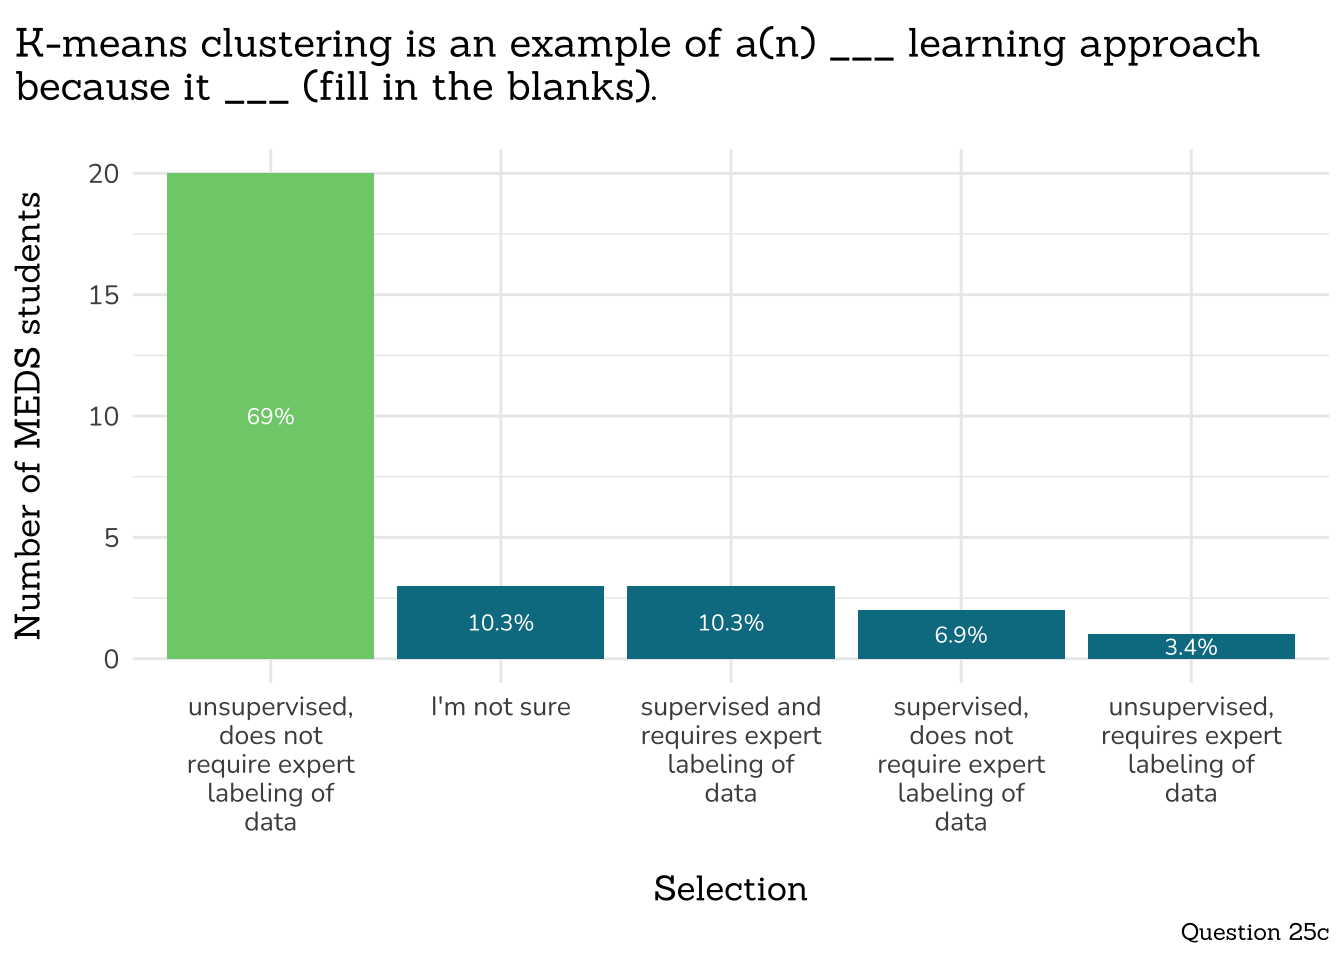 K-means clustering is an example of a(n) ___ learning approach
because it ___ (fill in the blanks).
Number of MEDS students
20
15
10
5
0
69%
10.3%
10.3%
6.9%
3.4%
unsupervised,
does not
require expert
labeling of
data
I'm not sure
supervised and
requires expert
labeling of
data
supervised,
does not
require expert
labeling of
data
unsupervised,
requires expert
labeling of
data
Selection
Question 25c